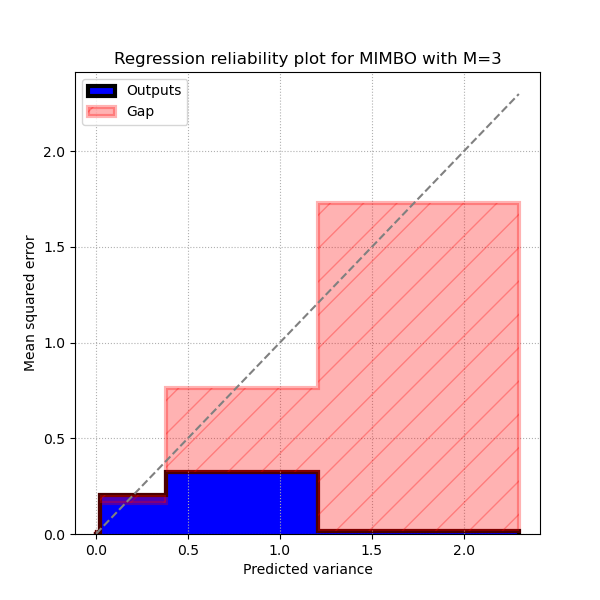 Regression reliability plot for MIMBO with M=3
Outputs
Gap
Mean squared error
2.0
1.5
1.0
0.5
0.0
0.0 0.5 1.0 1.5 2.0
Predicted variance